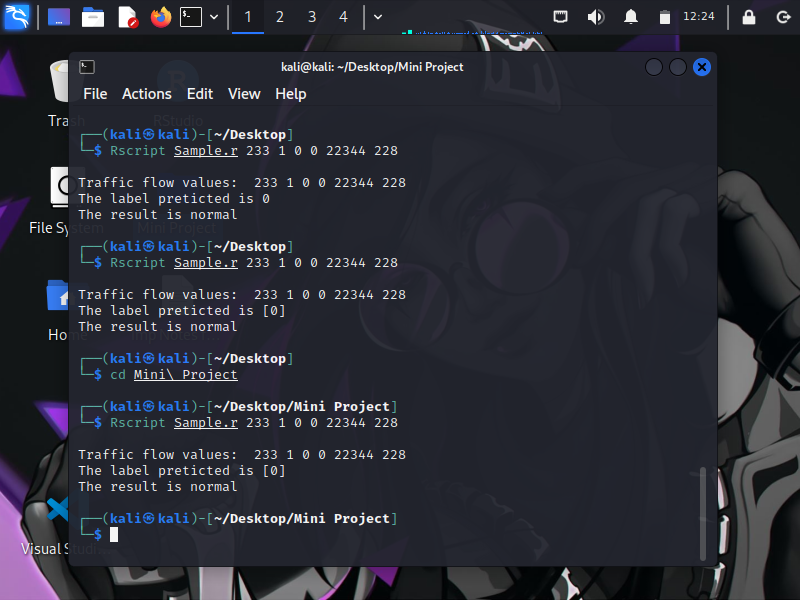 1 2 3 4 12:24
kali@kali: ~/Desktop/Mini Project
File Actions Edit View Help
Trash
RStudio
File System
Mini Project
Home
Visual Studio
┌──(kali㉿kali)-[~/Desktop]
└─$ Rscript Sample.r 233 1 0 0 22344 228
Traffic flow values:  233 1 0 0 22344 228
The label preticted is 0
The result is normal
┌──(kali㉿kali)-[~/Desktop]
└─$ Rscript Sample.r 233 1 0 0 22344 228
Traffic flow values:  233 1 0 0 22344 228
The label preticted is [0]
The result is normal
┌──(kali㉿kali)-[~/Desktop]
└─$ cd Mini\ Project
┌──(kali㉿kali)-[~/Desktop/Mini Project]
└─$ Rscript Sample.r 233 1 0 0 22344 228
Traffic flow values:  233 1 0 0 22344 228
The label preticted is [0]
The result is normal
┌──(kali㉿kali)-[~/Desktop/Mini Project]
└─$